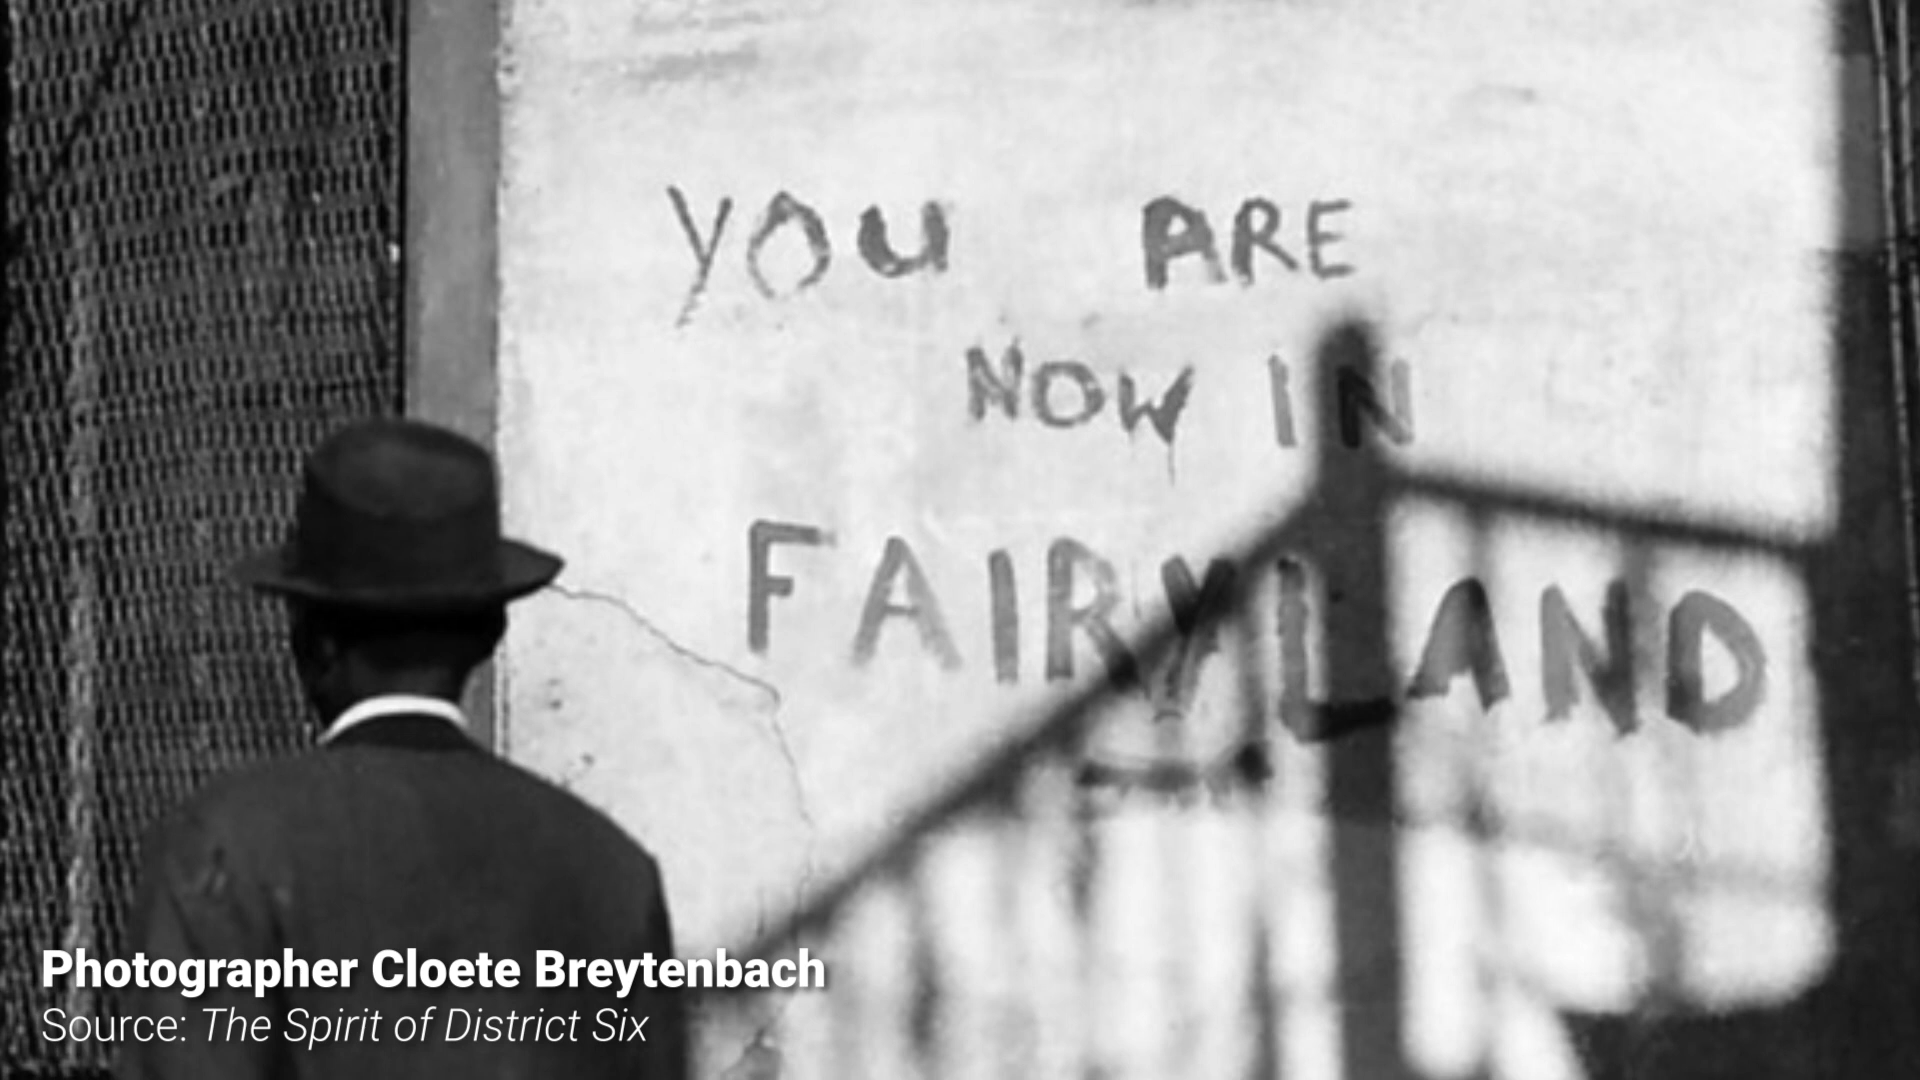 YOU ARE
NOW IN
FAIRYLAND
Photographer Cloete Breytenbach
Source: The Spirit of District Six